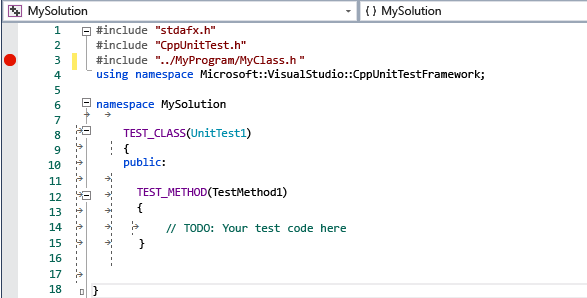 MySolution
{ } MySolution
1 #include "stdafx.h"
2 #include "CppUnitTest.h"
3 #include "../MyProgram/MyClass.h "
4 using namespace Microsoft::VisualStudio::CppUnitTestFramework;
5
6 namespace MySolution
7
8 TEST_CLASS(UnitTest1)
9 {
10 public:
11
12 TEST_METHOD(TestMethod1)
13 {
14 // TODO: Your test code here
15 }
16
17
18 }